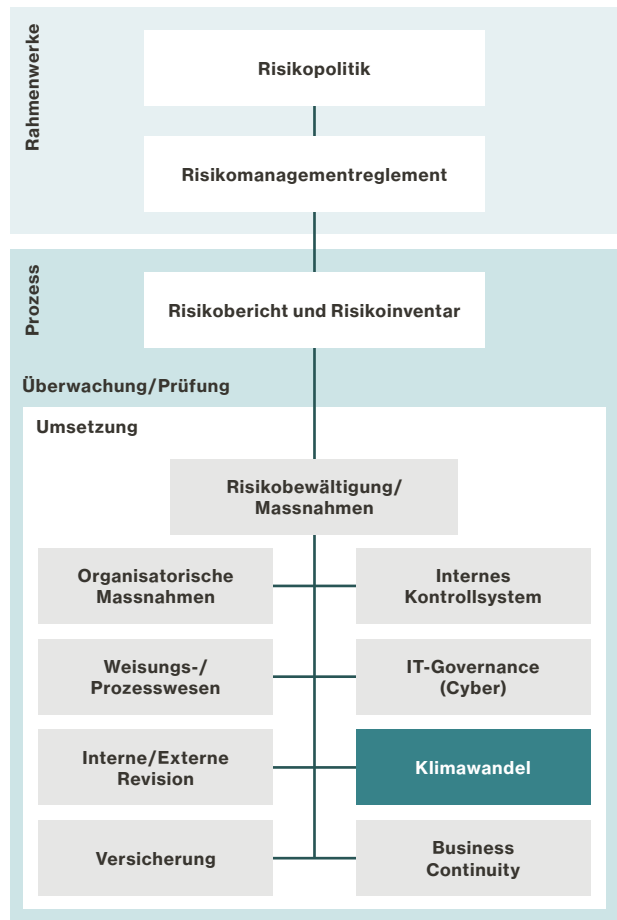 Rahmenwerke
Risikopolitik
Risikomanagementreglement
Prozess
Risikobericht und Risikoinventar
Überwachung/Prüfung
Umsetzung
Risikobewältigung/
Massnahmen
Organisatorische
Massnahmen
Internes
Kontrollsystem
Weisungs-/
Prozesswesen
IT-Governance
(Cyber)
Interne/Externe
Revision
Klimawandel
Versicherung
Business
Continuity